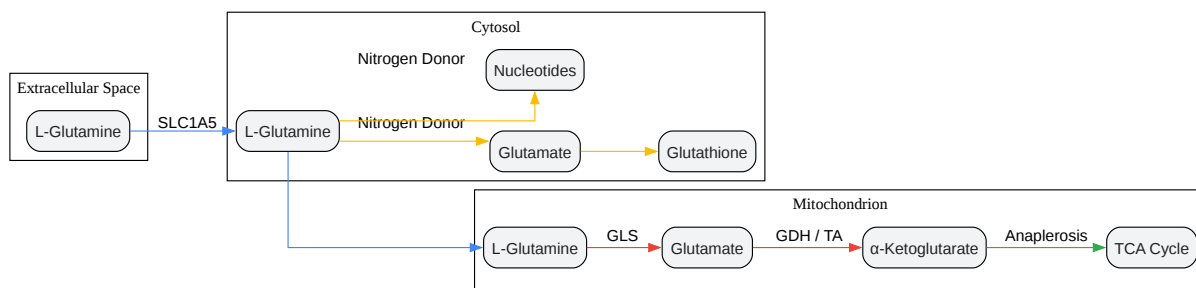 Extracellular Space
L-Glutamine
SLC1A5
Cytosol
L-Glutamine
Nitrogen Donor
Nucleotides
Nitrogen Donor
Glutamate
Glutathione
Mitochondrion
L-Glutamine
GLS
Glutamate
GDH / TA
α-Ketoglutarate
Anaplerosis
TCA Cycle